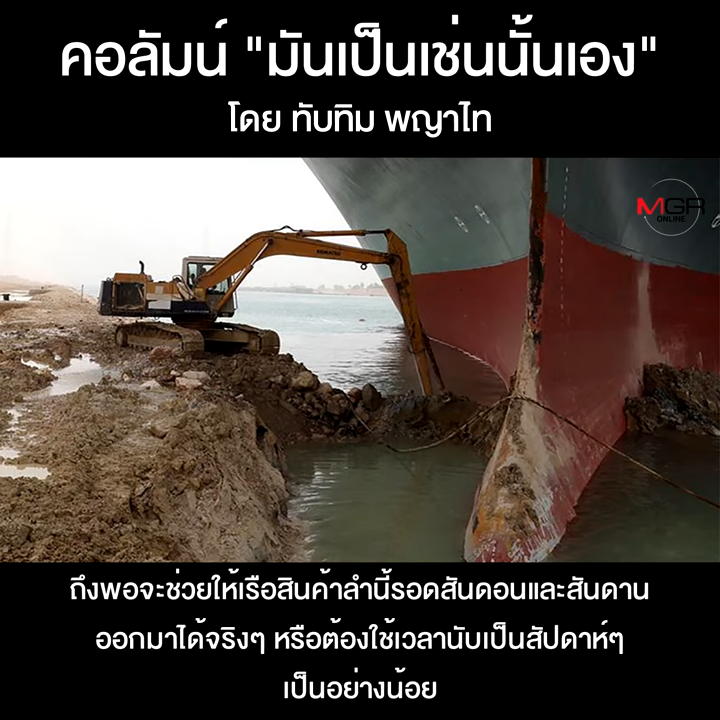 คอลัมน์ "มันเป็นเช่นนั้นเอง"
โดย ทับทิม พญาไท
MGR
ONLINE
KOMATSU
ถึงพอจะช่วยให้เรือสินค้าลำนี้รอดสันดอนและสันดาน
ออกมาได้จริงๆ หรือต้องใช้เวลานับเป็นสัปดาห์ๆ
เป็นอย่างน้อย